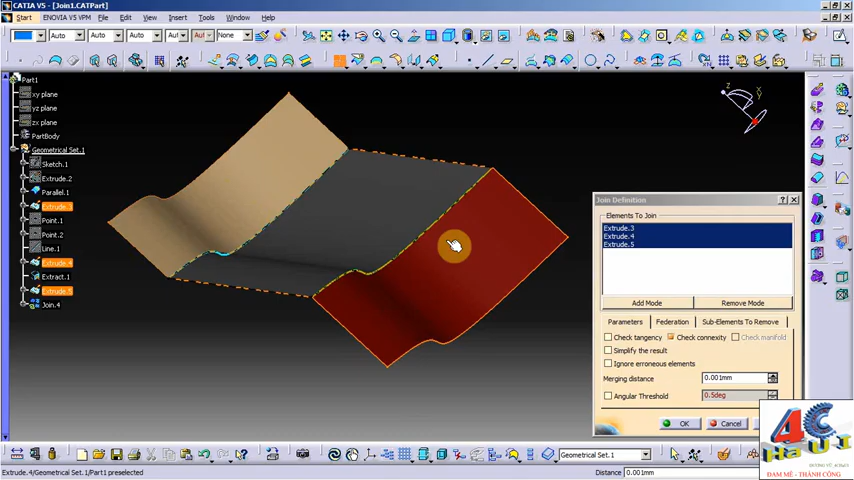 CATIA V5 - [Join1.CATPart]
Start ENOVIA V5 VPM File Edit View Insert Tools Window Help
Auto Auto Auto Aut None
Part1
xy plane
yz plane
zx plane
PartBody
Geometrical Set.1
Sketch.1
Extrude.2
Parallel.1
Extrude.3
Point.1
Point.2
Line.1
Extrude.4
Extract.1
Extrude.5
Join.4
Join Definition
Elements To Join
Extrude.3
Extrude.4
Extrude.5
Add Mode Remove Mode
Parameters Federation Sub-Elements To Remove
Check tangency Check connexity Check manifold
Simplify the result
Ignore erroneous elements
Merging distance 0.001mm
Angular Threshold 0.5deg
OK Cancel
4C
HaUI
ĐAM MÊ - THÀNH CÔNG
Geometrical Set.1
Extrude.4/Geometrical Set.1/Part1 preselected
Distance 0.001mm